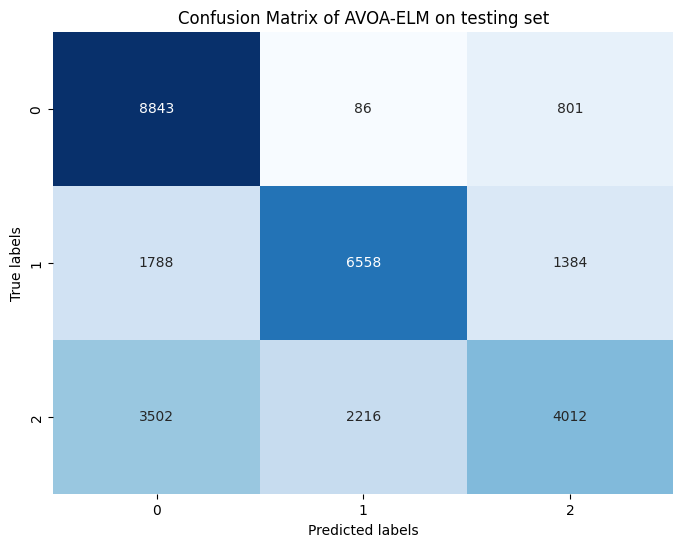 Confusion Matrix of AVOA-ELM on testing set
True labels
0
8843 86 801
1
1788 6558 1384
2
3502 2216 4012
0 1 2
Predicted labels